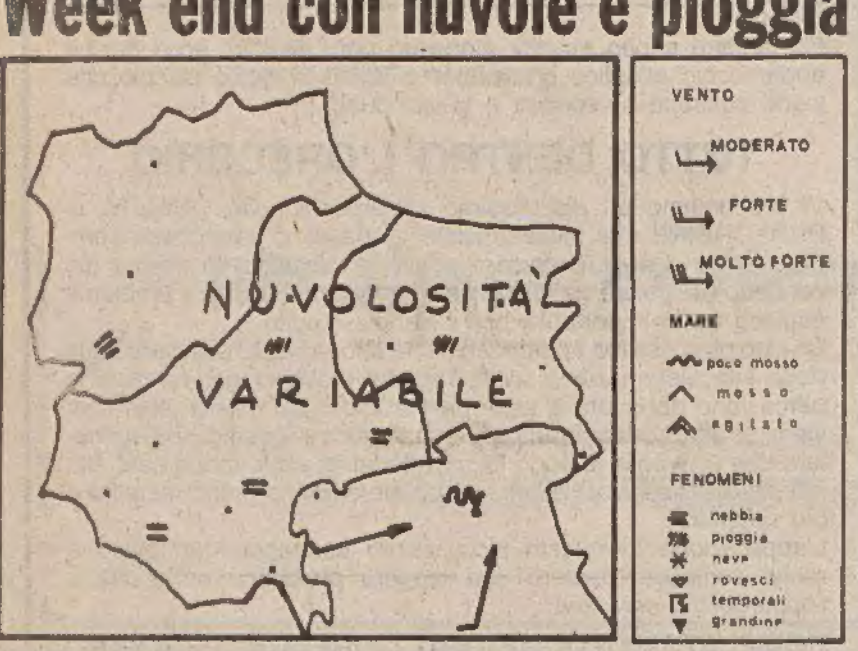 Week end con nuvole e pioggia
NUVOLOSITÀ
VARIABILE
VENTO
MODERATO
FORTE
MOLTO FORTE
MARE
poco mosso
mosso
agitato
FENOMENI
nebbia
pioggia
neve
rovesci
temporali
grandine